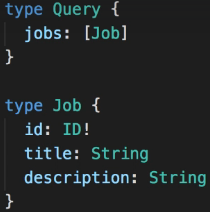 type Query {
  jobs: [Job]
}

type Job {
  id: ID!
  title: String
  description: String
}